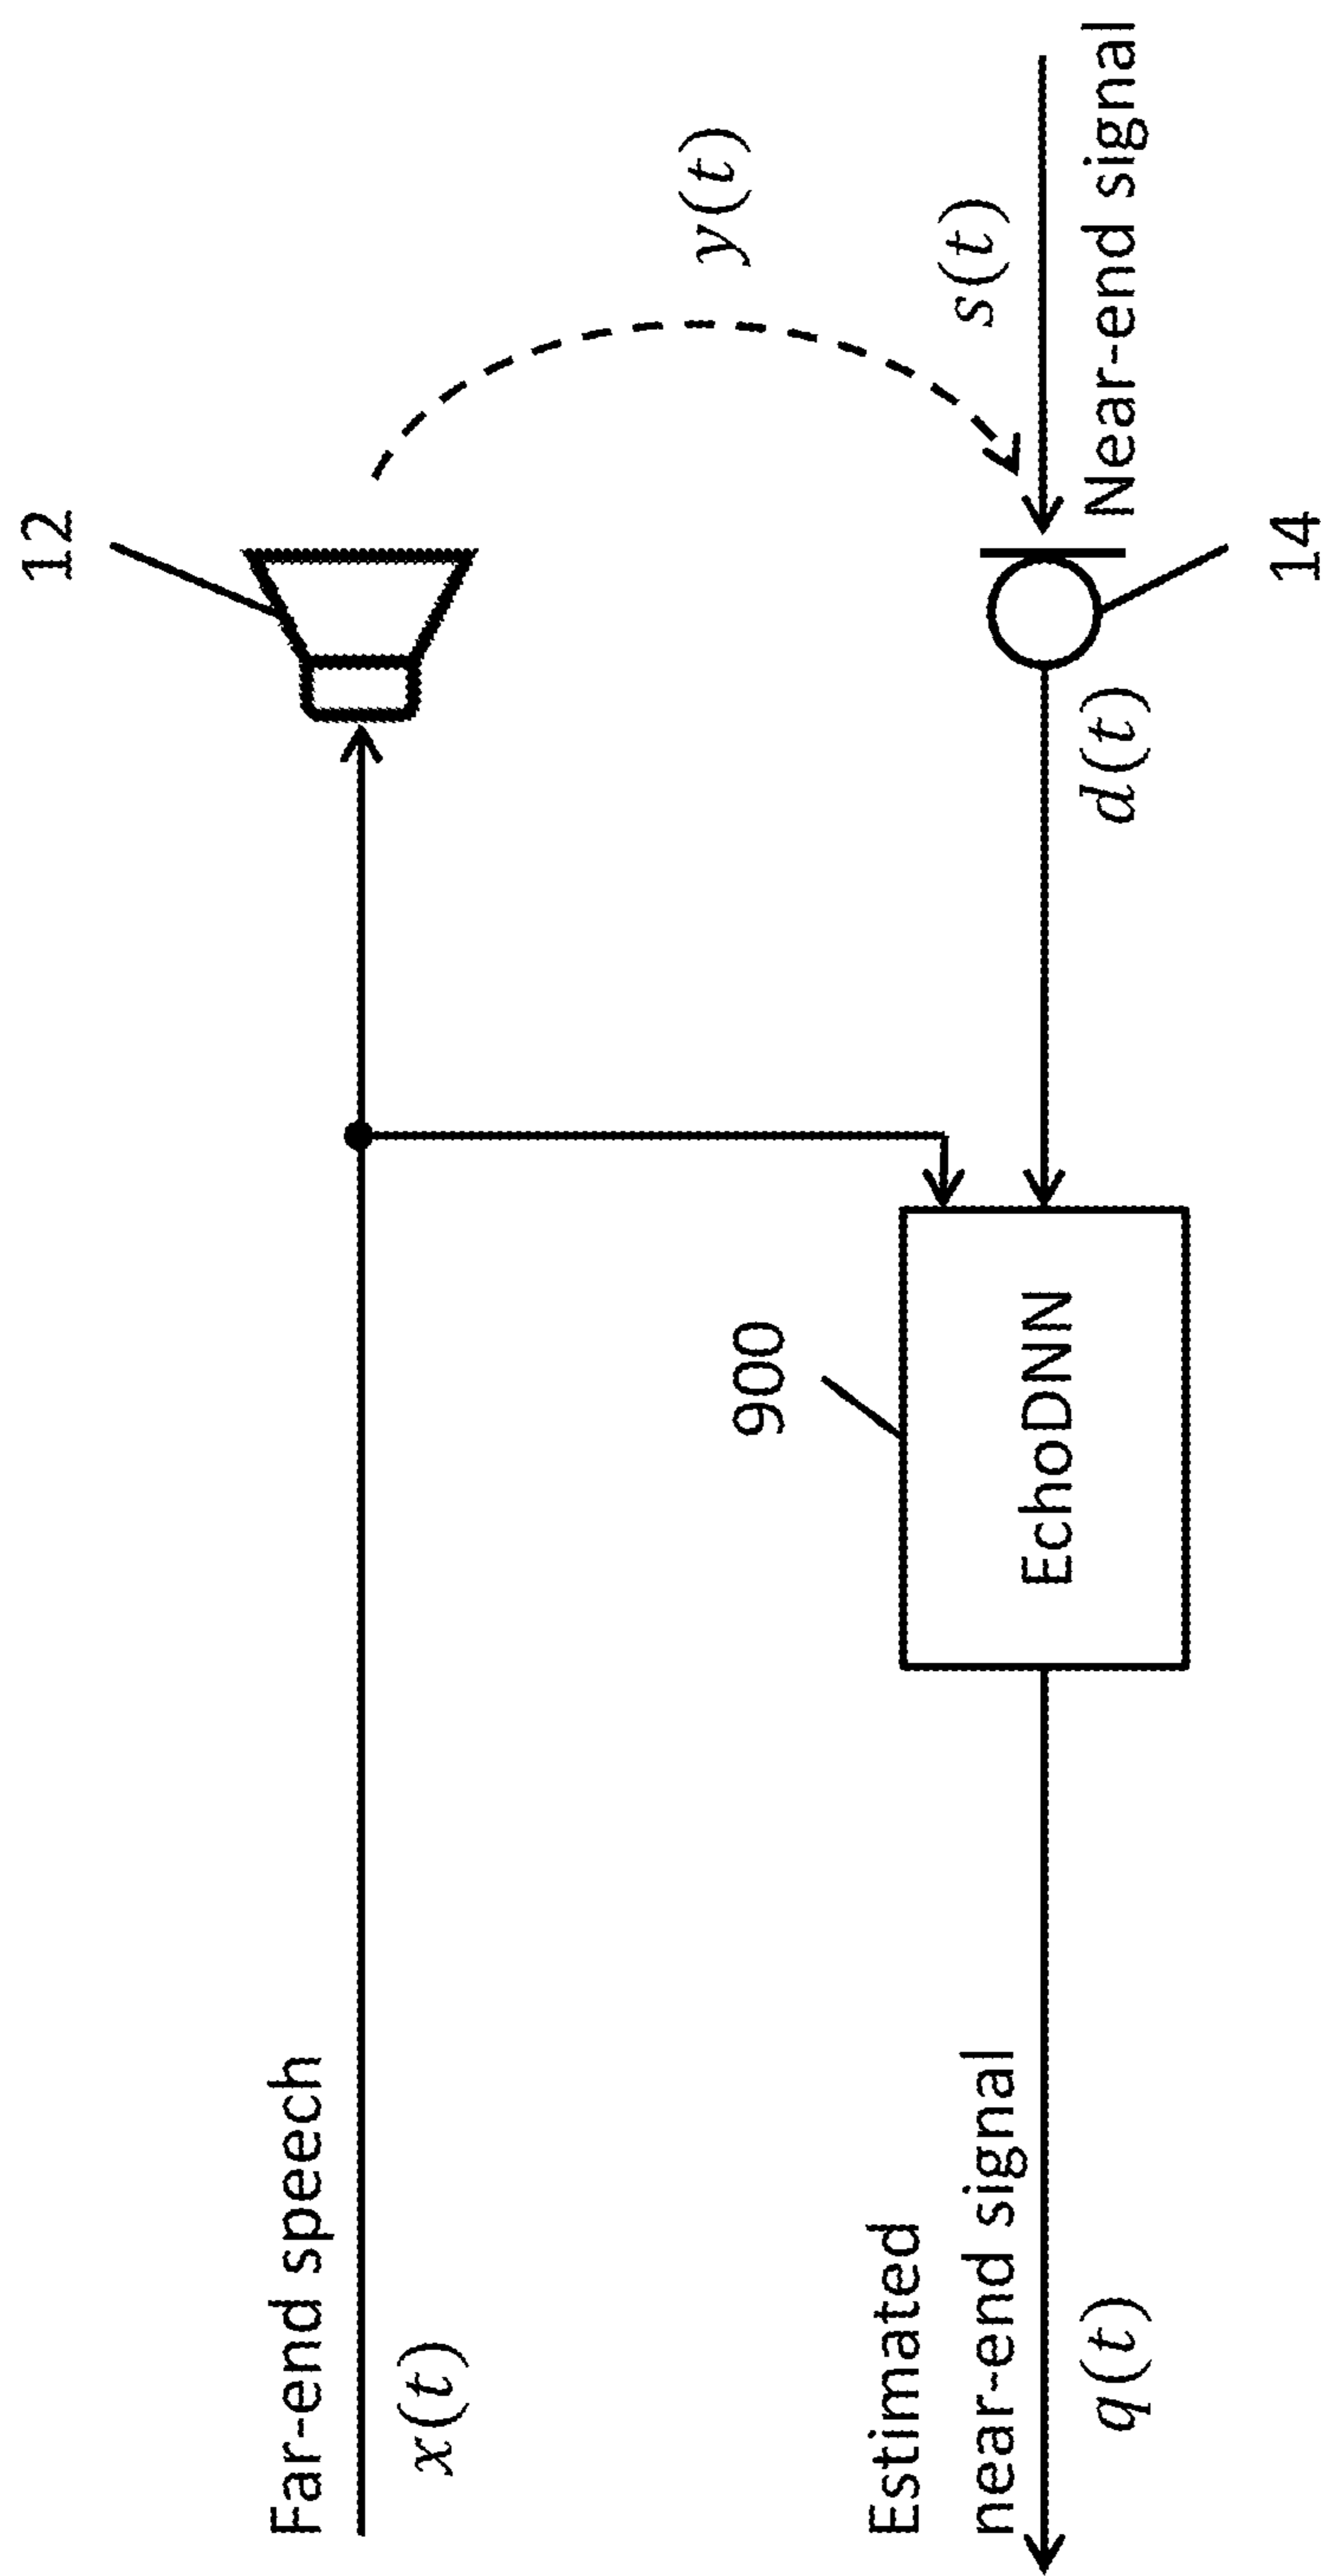 Far-end speech
x(t)
12
y(t)
900
EchoDNN
Estimated
near-end signal
q(t)
d(t)
s(t)
Near-end signal
14